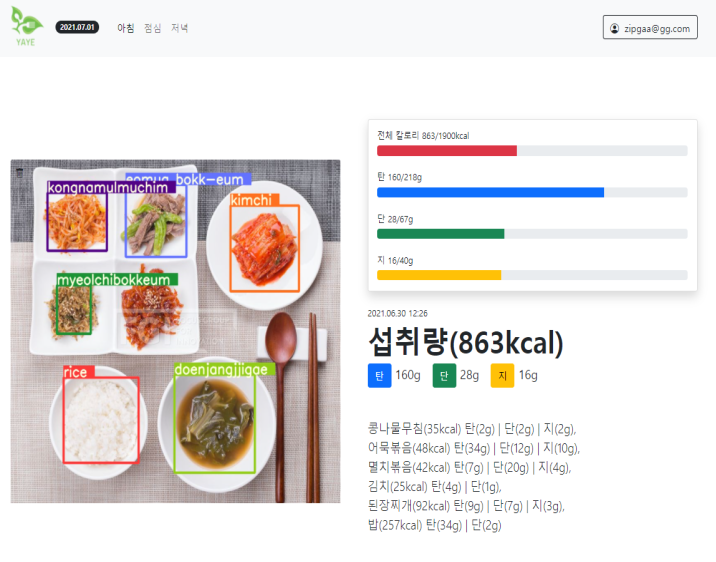 YAYE
2021.07.01
아침 점심 저녁
zipgaa@gg.com
kongnamulmuchim
eomug_bokk-eum
kimchi
myeolchibokkeum
rice
doenjangjjigae
전체 칼로리 863/1900kcal
탄 160/218g
단 28/67g
지 16/40g
2021.06.30 12:26
섭취량(863kcal)
탄 160g 단 28g 지 16g
콩나물무침(35kcal) 탄(2g) | 단(2g) | 지(2g),
어묵볶음(48kcal) 탄(34g) | 단(12g) | 지(10g),
멸치볶음(42kcal) 탄(7g) | 단(20g) | 지(4g),
김치(25kcal) 탄(4g) | 단(1g),
된장찌개(92kcal) 탄(9g) | 단(7g) | 지(3g),
밥(257kcal) 탄(34g) | 단(2g)